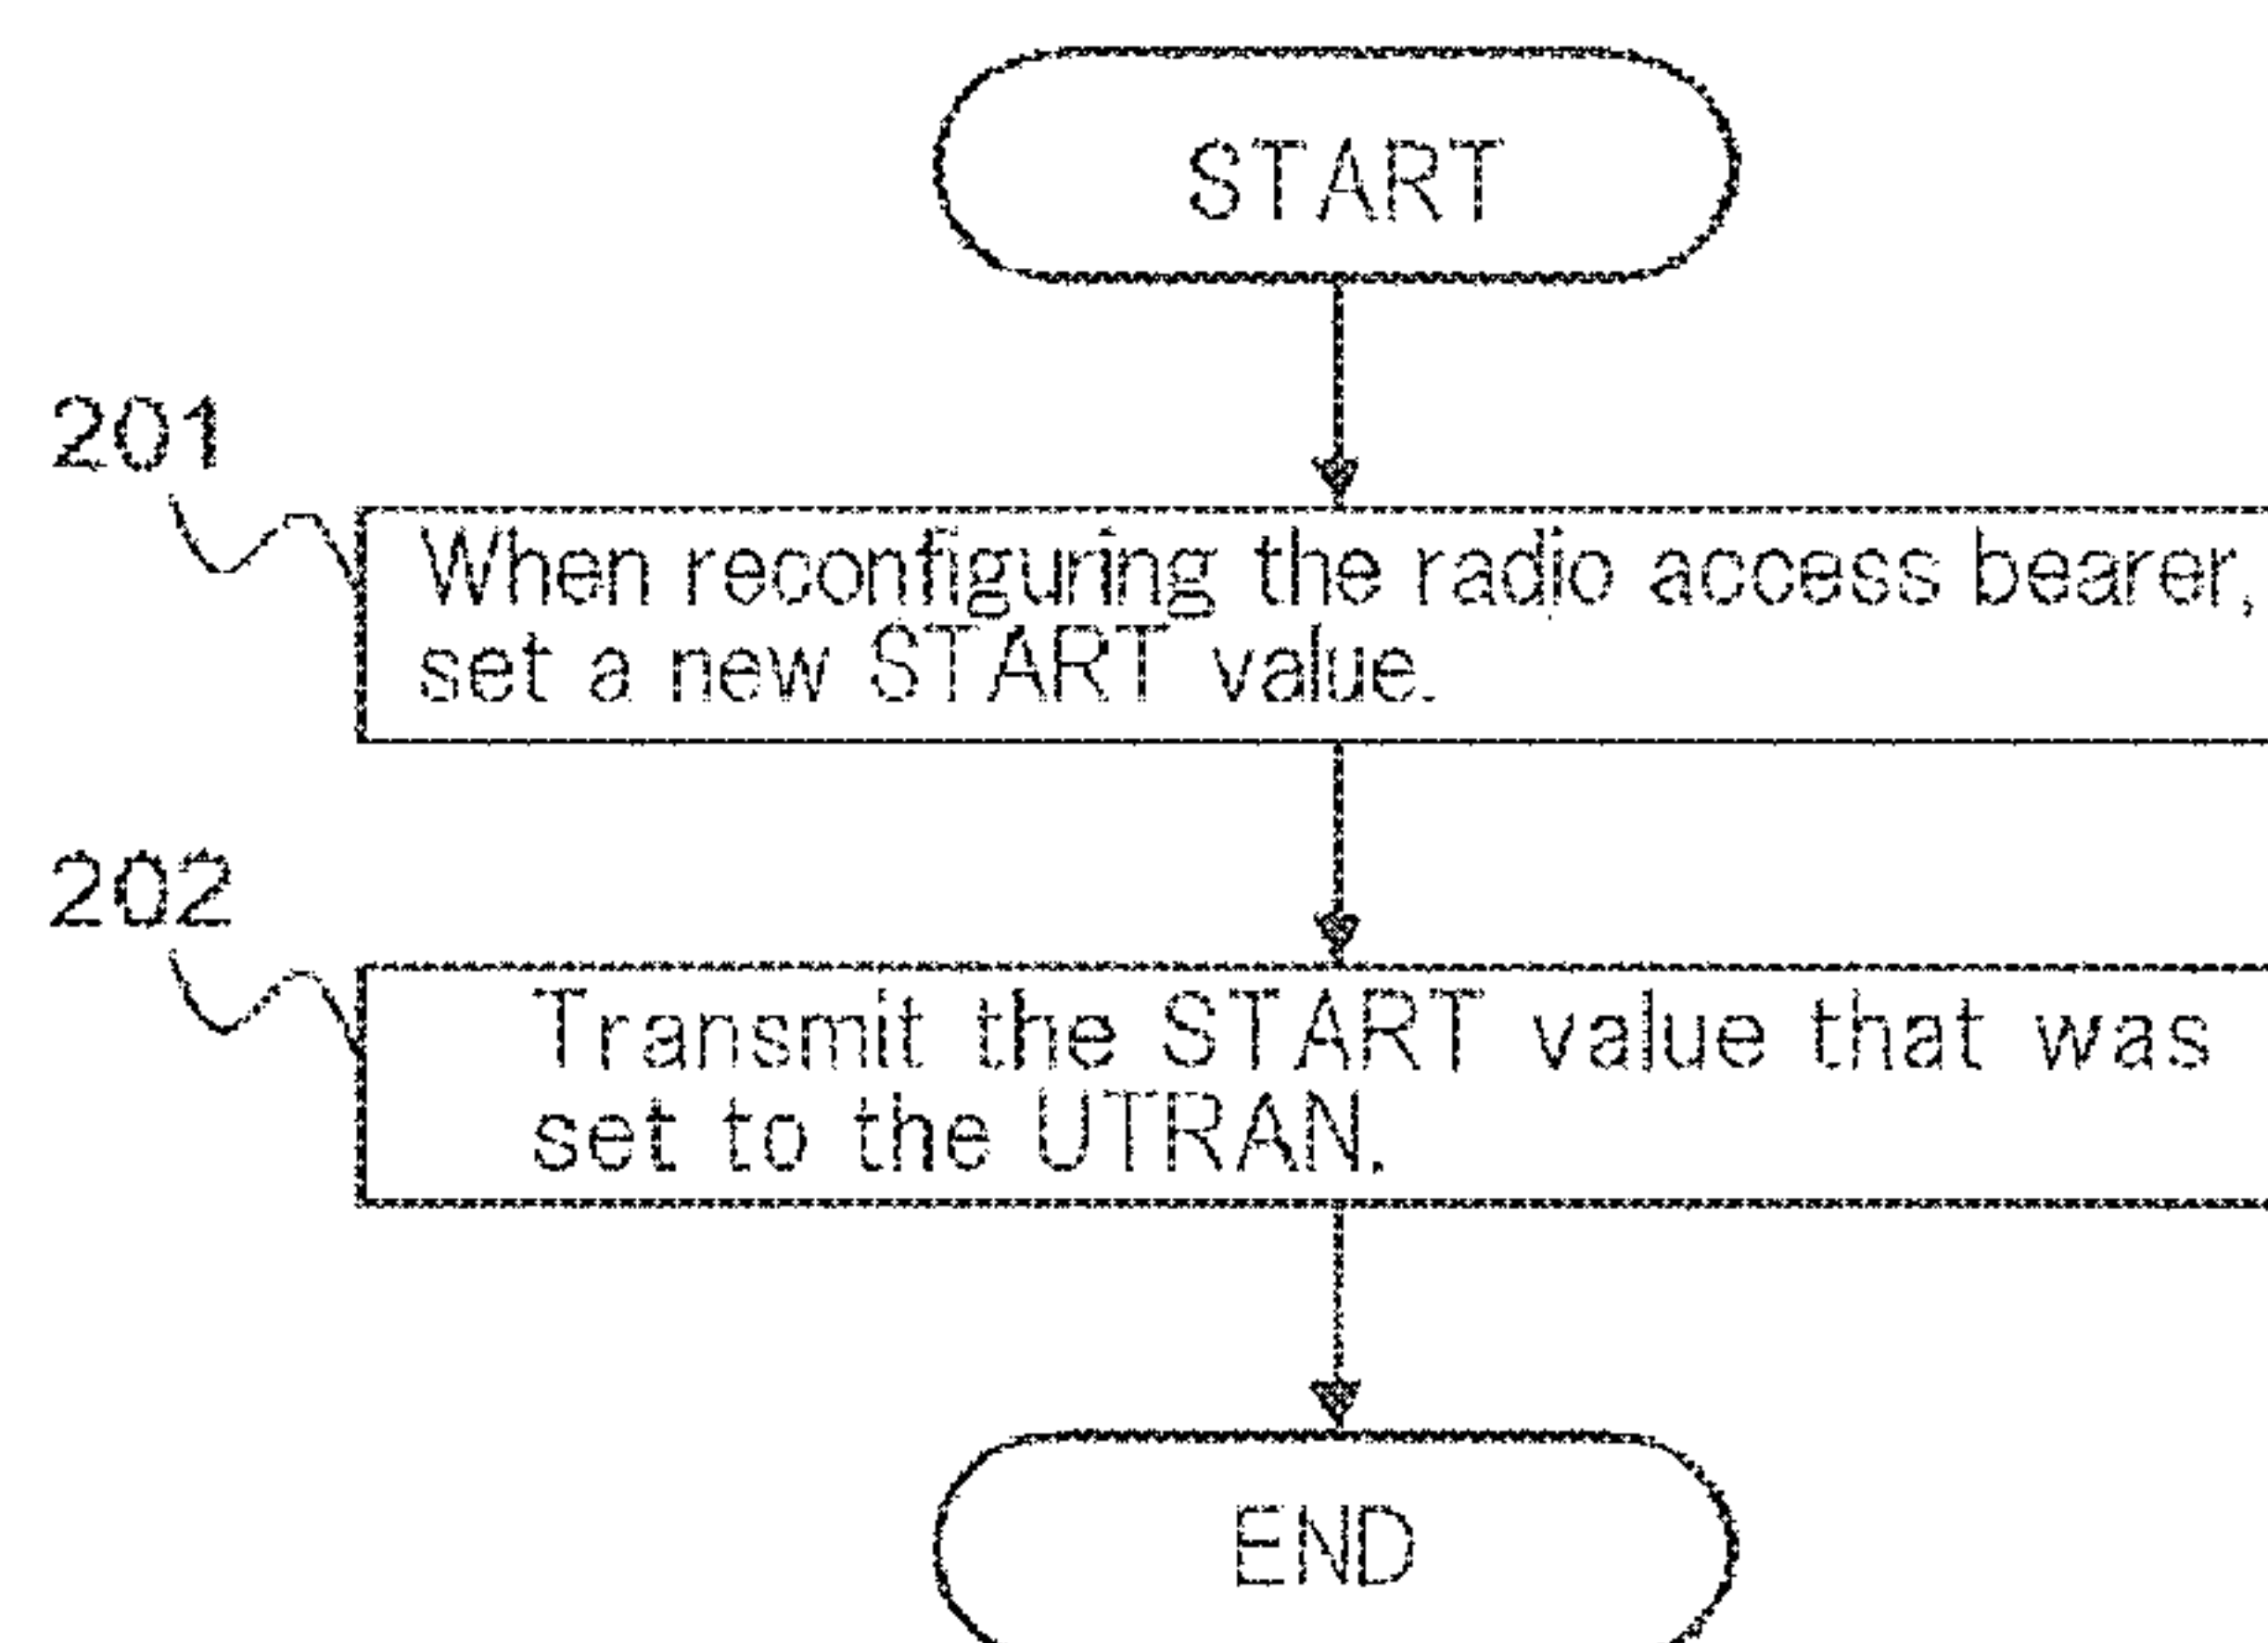 START
201
When reconfiguring the radio access bearer,
set a new START value.
202
Transmit the START value that was
set to the UTRAN.
END